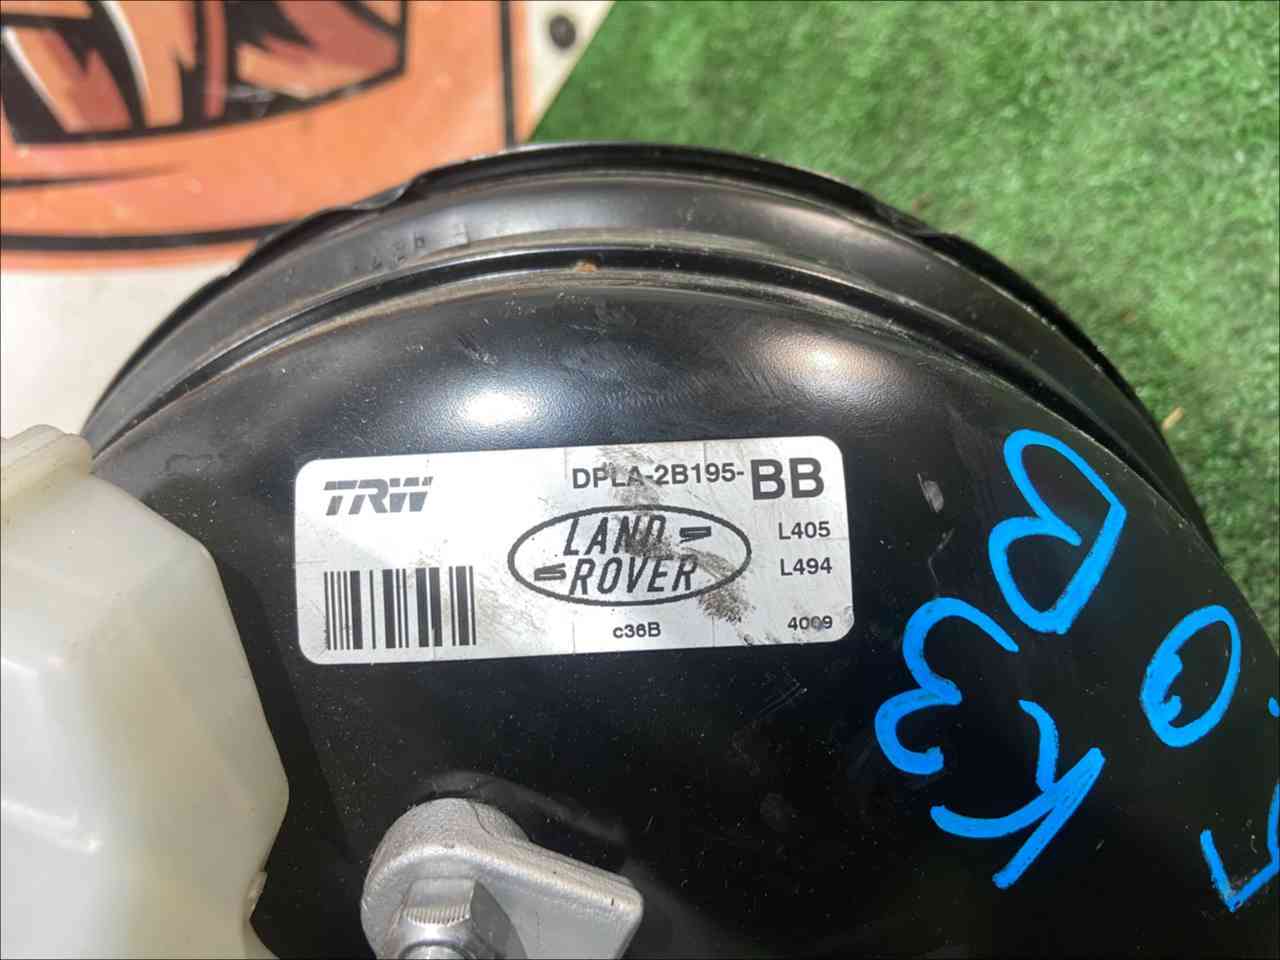 TRW
DPLA-2B195-BB
LAND
ROVER
L405
L494
c36B
4009